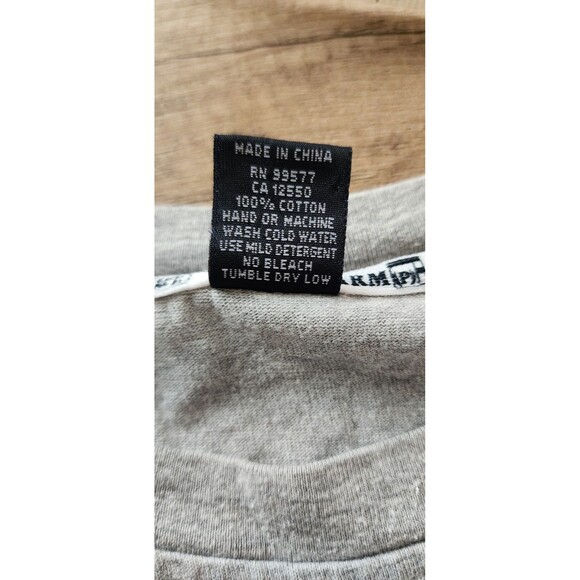 MADE IN CHINA
RN 99577
CA 12550
100% COTTON
HAND OR MACHINE
WASH COLD WATER
USE MILD DETERGENT
NO BLEACH
TUMBLE DRY LOW
ARM